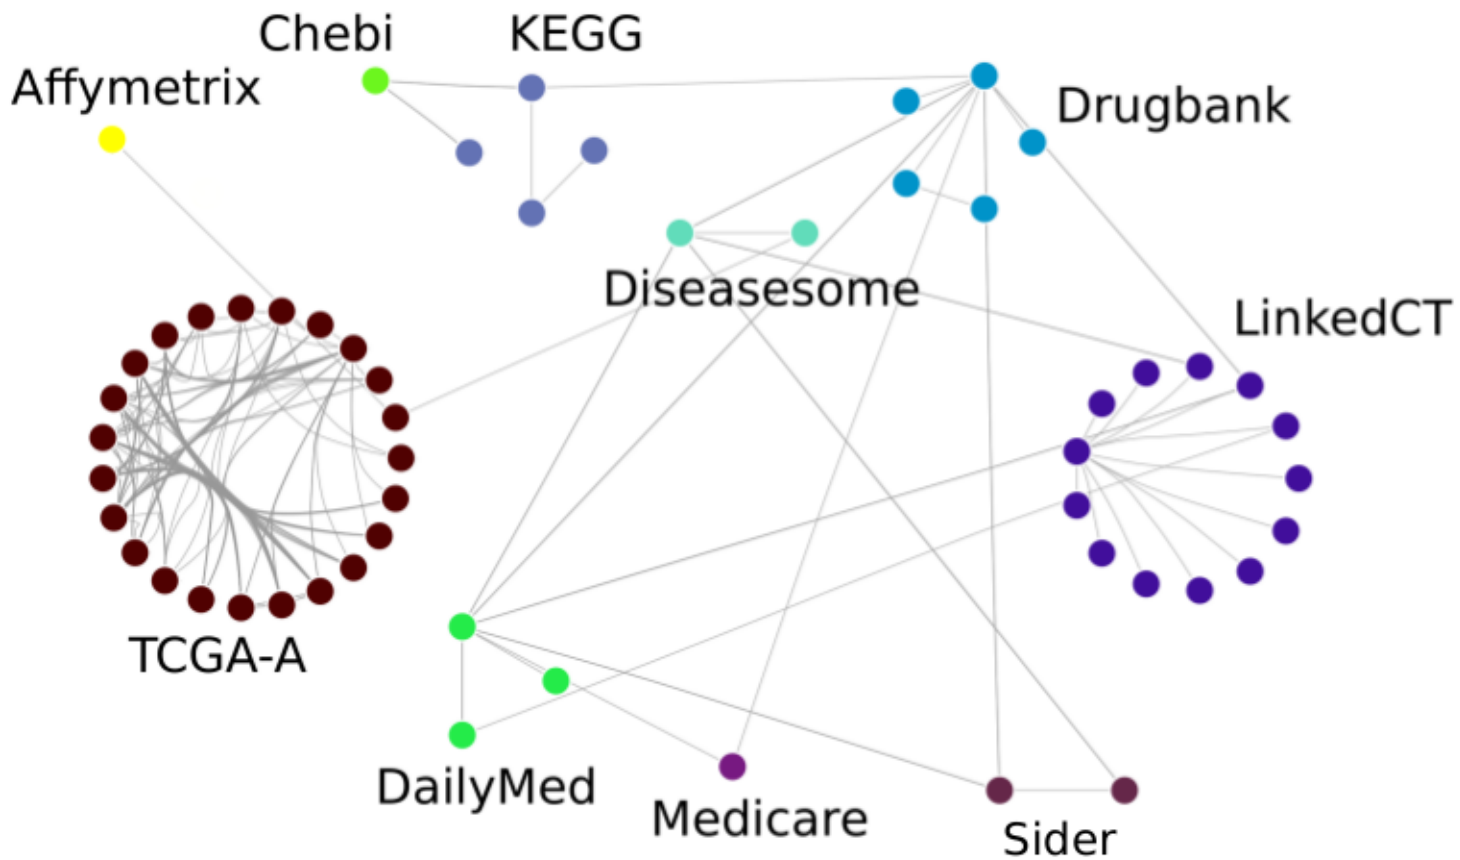 Chebi
KEGG
Affymetrix
Drugbank
Diseasesome
LinkedCT
TCGA-A
DailyMed
Medicare
Sider